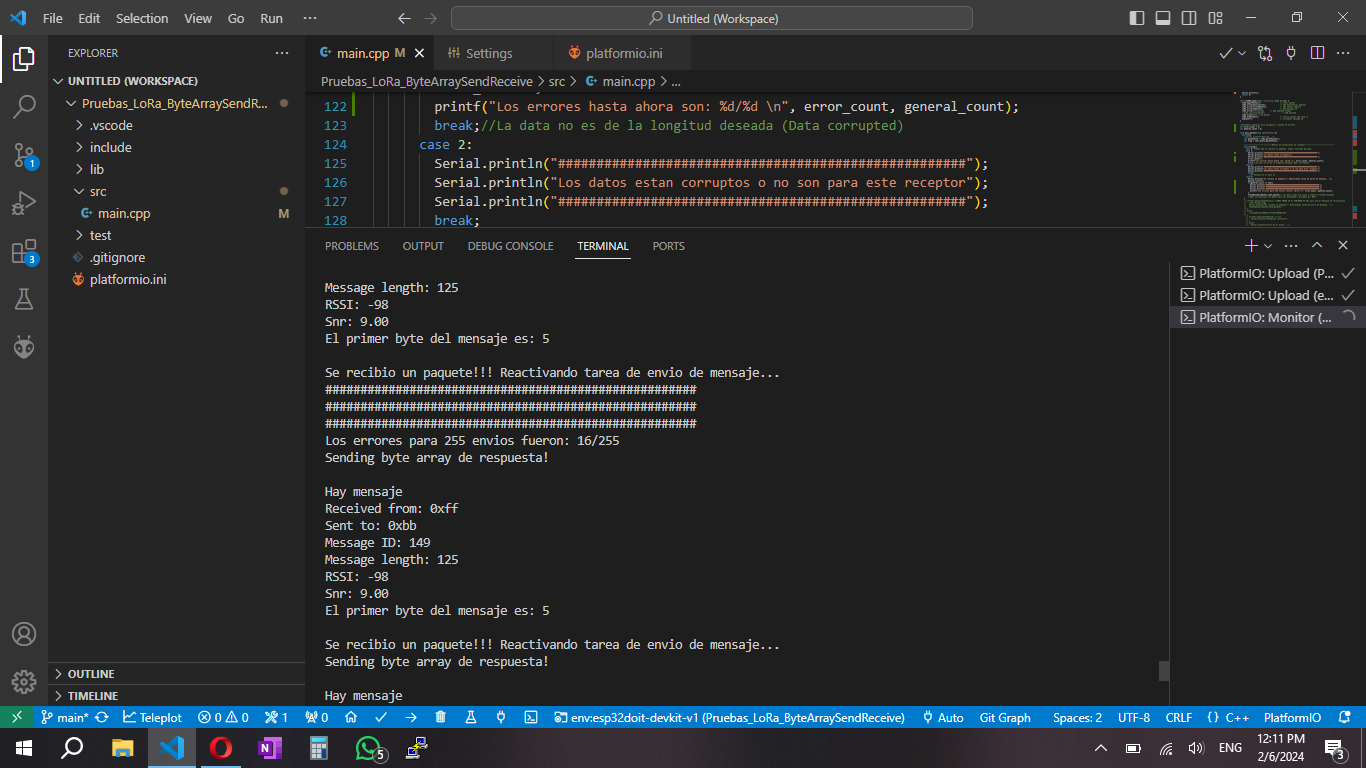 File Edit Selection View Go Run ··· Untitled (Workspace)
EXPLORER ···
UNTITLED (WORKSPACE)
Pruebas_LoRa_ByteArraySendR...
.vscode
include
lib
src
main.cpp M
test
.gitignore
platformio.ini
OUTLINE
TIMELINE
1
3
main.cpp M Settings platformio.ini
Pruebas_LoRa_ByteArraySendReceive > src > main.cpp > ...
122 printf("Los errores hasta ahora son: %d/%d \n", error_count, general_count);
123 break;//La data no es de la longitud deseada (Data corrupted)
124 case 2:
125 Serial.println("#####################################################");
126 Serial.println("Los datos estan corruptos o no son para este receptor");
127 Serial.println("#####################################################");
128 break;
PROBLEMS OUTPUT DEBUG CONSOLE TERMINAL PORTS
Message length: 125
RSSI: -98
Snr: 9.00
El primer byte del mensaje es: 5
Se recibio un paquete!!! Reactivando tarea de envio de mensaje...
#####################################################
#####################################################
#####################################################
Los errores para 255 envios fueron: 16/255
Sending byte array de respuesta!
Hay mensaje
Received from: 0xff
Sent to: 0xbb
Message ID: 149
Message length: 125
RSSI: -98
Snr: 9.00
El primer byte del mensaje es: 5
Se recibio un paquete!!! Reactivando tarea de envio de mensaje...
Sending byte array de respuesta!
Hay mensaje
PlatformIO: Upload (P...
PlatformIO: Upload (e...
PlatformIO: Monitor (...
main* Teleplot 0 0 1 0 env:esp32doit-devkit-v1 (Pruebas_LoRa_ByteArraySendReceive) Auto Git Graph Spaces: 2 UTF-8 CRLF {} C++ PlatformIO
5 ENG 12:11 PM
2/6/2024
3